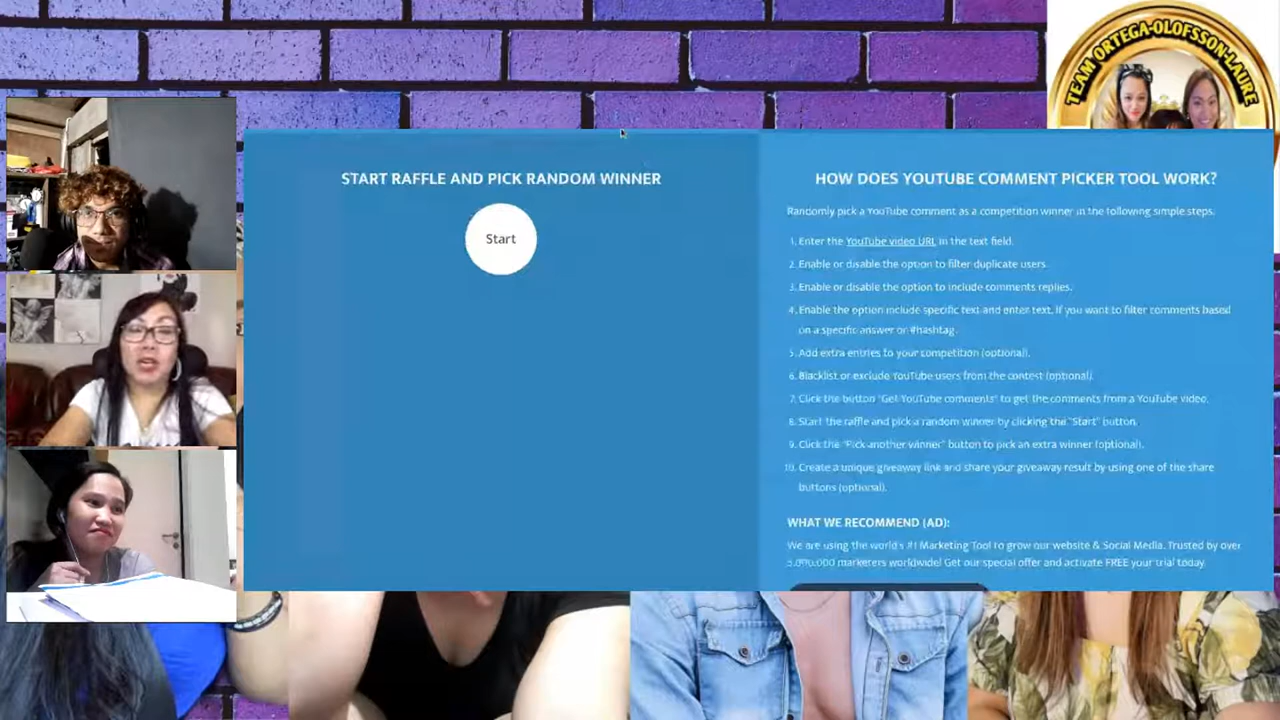 TEAM ORTEGA-OLOFSSON-LAURE
START RAFFLE AND PICK RANDOM WINNER
Start
HOW DOES YOUTUBE COMMENT PICKER TOOL WORK?
Randomly pick a YouTube comment as a competition winner in the following simple steps.
1. Enter the YouTube video URL in the text field.
2. Enable or disable the option to filter duplicate users.
3. Enable or disable the option to include comments replies.
4. Enable the option include specific text and enter text. If you want to filter comments based
on a specific answer or #hashtag.
5. Add extra entries to your competition (optional).
6. Blacklist or exclude YouTube users from the contest (optional).
7. Click the button "Get YouTube comments" to get the comments from a YouTube video.
8. Start the raffle and pick a random winner by clicking the "Start" button.
9. Click the "Pick another winner" button to pick an extra winner (optional).
10. Create a unique giveaway link and share your giveaway result by using one of the share
buttons (optional).
WHAT WE RECOMMEND (AD):
We are using the world's #1 Marketing Tool to grow our website & Social Media. Trusted by over
5.000.000 marketers worldwide! Get our special offer and activate FREE your trial today.